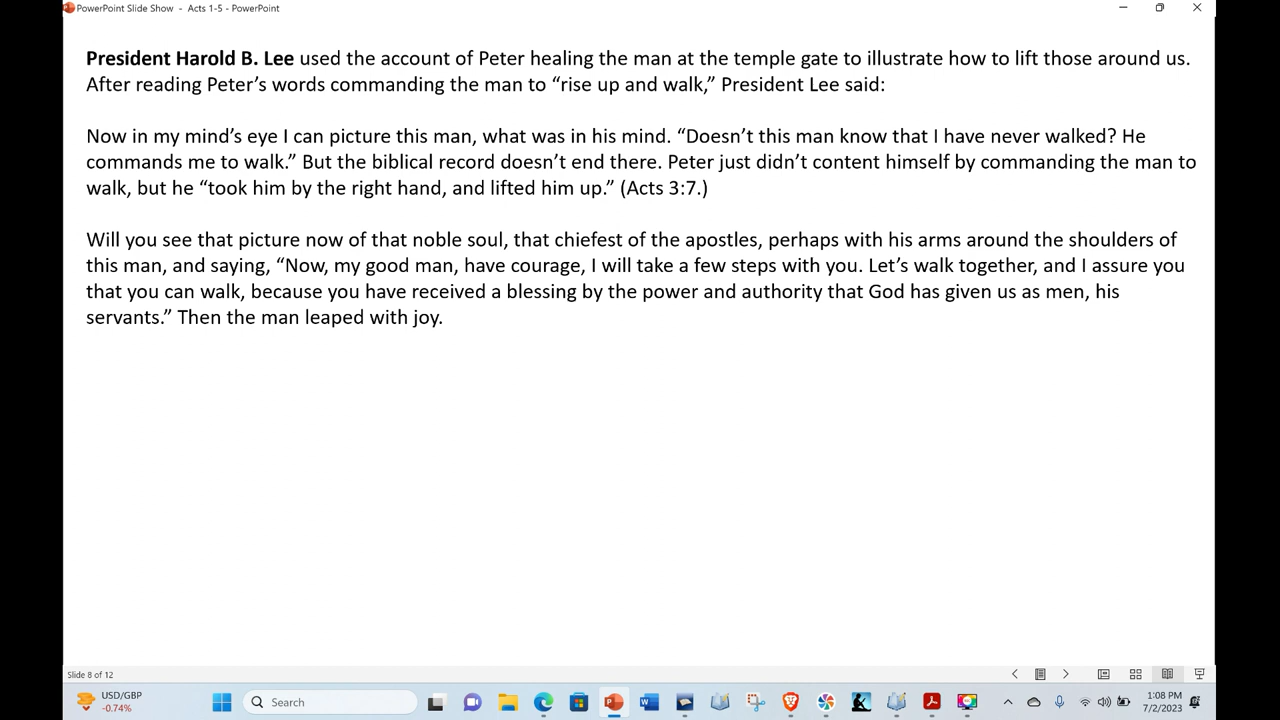 PowerPoint Slide Show - Acts 1-5 - PowerPoint
President Harold B. Lee used the account of Peter healing the man at the temple gate to illustrate how to lift those around us.
After reading Peter’s words commanding the man to “rise up and walk,” President Lee said:
Now in my mind’s eye I can picture this man, what was in his mind. “Doesn’t this man know that I have never walked? He
commands me to walk.” But the biblical record doesn’t end there. Peter just didn’t content himself by commanding the man to
walk, but he “took him by the right hand, and lifted him up.” (Acts 3:7.)
Will you see that picture now of that noble soul, that chiefest of the apostles, perhaps with his arms around the shoulders of
this man, and saying, “Now, my good man, have courage, I will take a few steps with you. Let’s walk together, and I assure you
that you can walk, because you have received a blessing by the power and authority that God has given us as men, his
servants.” Then the man leaped with joy.
Slide 8 of 12
USD/GBP
-0.74%
Search
1:08 PM
7/2/2023